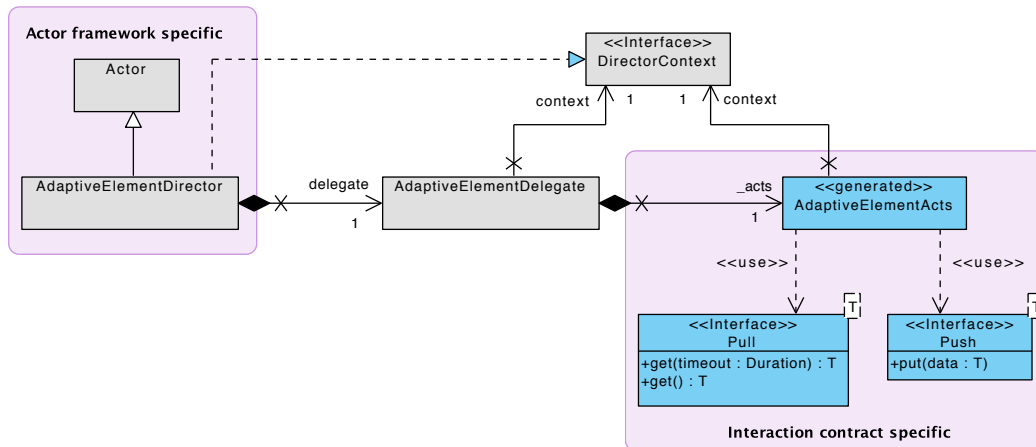 Actor framework specific
Actor
<<Interface>>
DirectorContext
context
1
1
context
AdaptiveElementDirector
delegate
1
AdaptiveElementDelegate
_acts
1
<<generated>>
AdaptiveElementActs
<<use>>
<<use>>
T
T
<<Interface>>
Pull
+get(timeout : Duration) : T
+get() : T
<<Interface>>
Push
+put(data : T)
Interaction contract specific